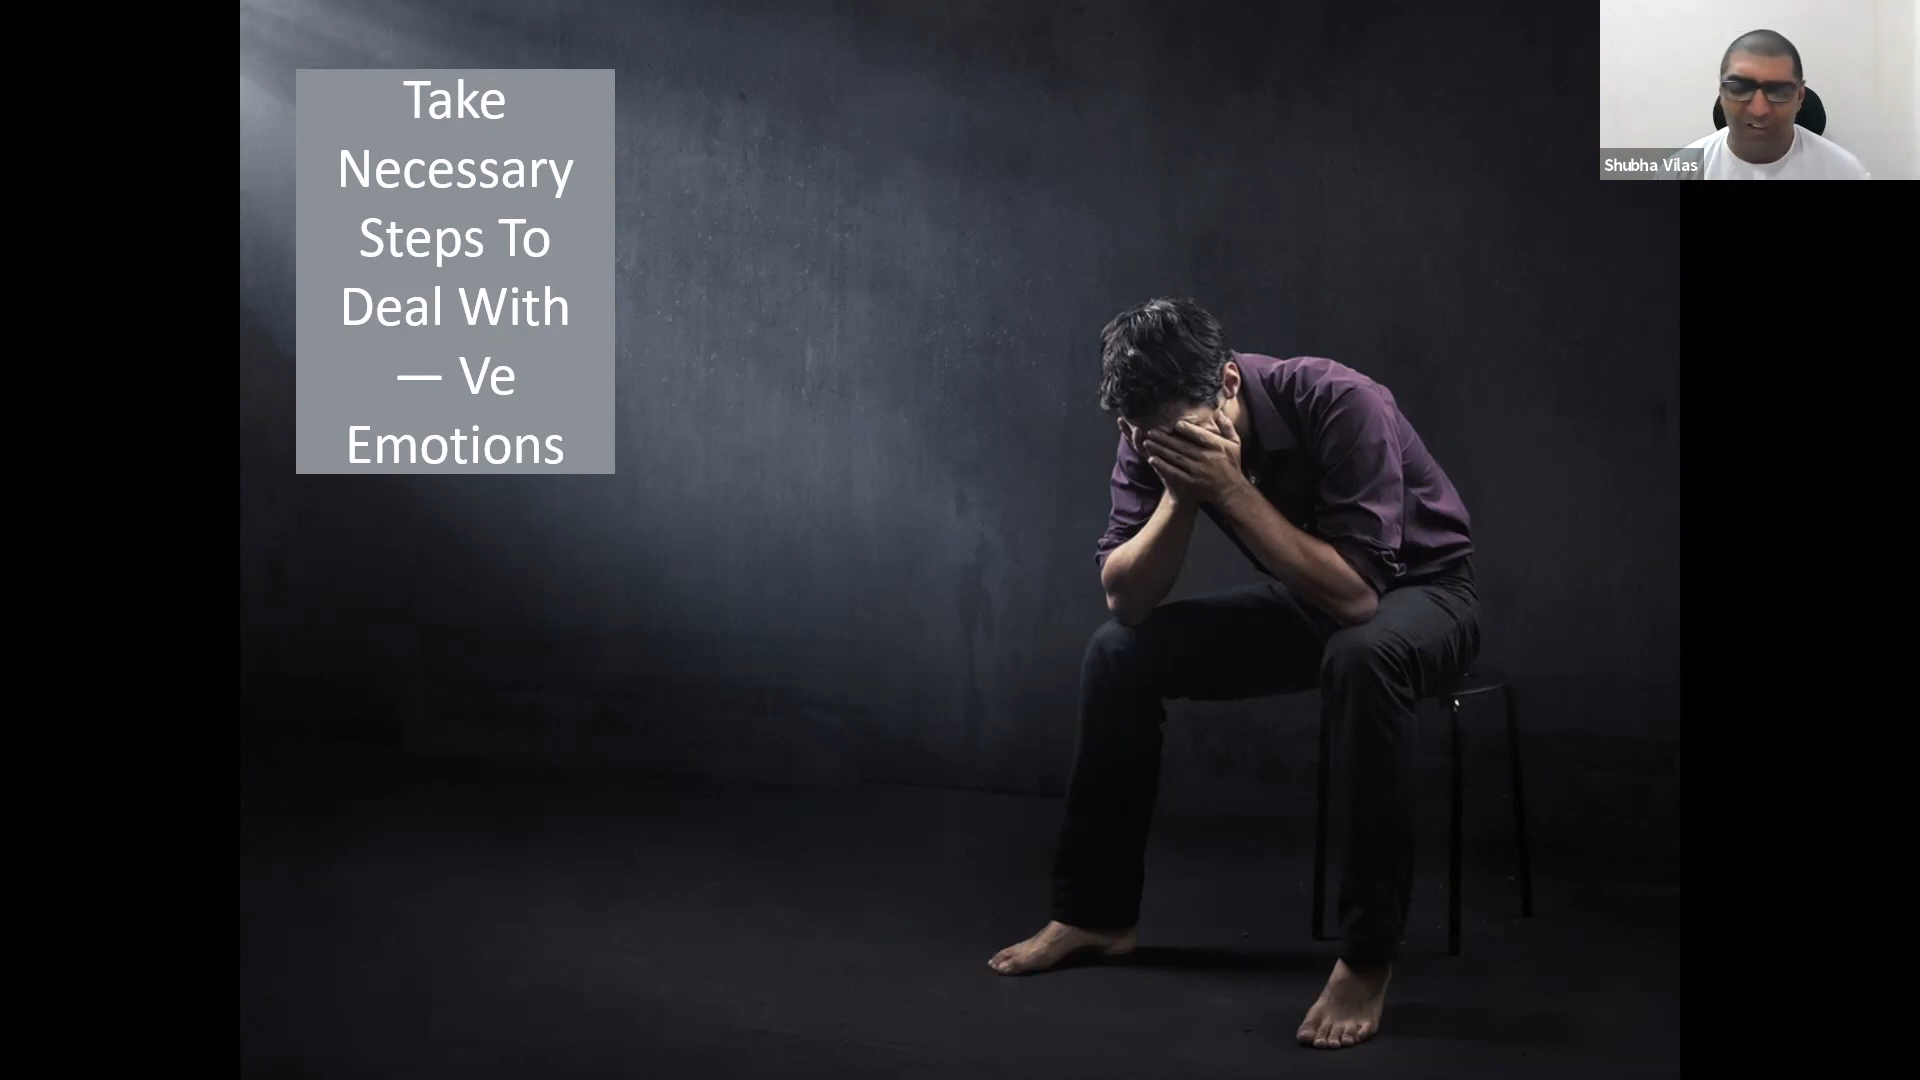 Take
Necessary
Steps To
Deal With
— Ve
Emotions
Shubha Vilas